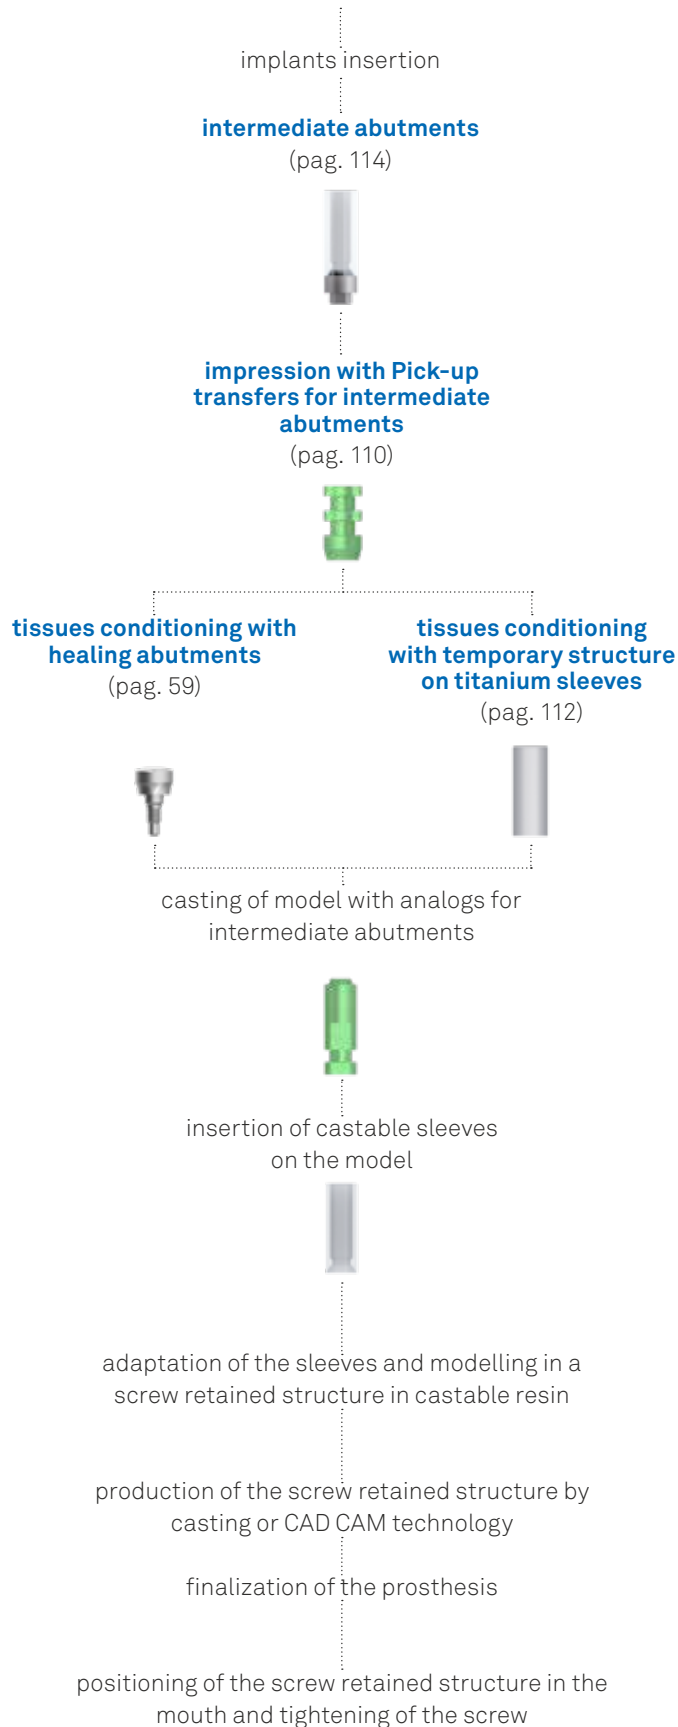 implants insertion
intermediate abutments
(pag. 114)
impression with Pick-up
transfers for intermediate
abutments
(pag. 110)
tissues conditioning with
healing abutments
(pag. 59)
tissues conditioning
with temporary structure
on titanium sleeves
(pag. 112)
casting of model with analogs for
intermediate abutments
insertion of castable sleeves
on the model
adaptation of the sleeves and modelling in a
screw retained structure in castable resin
production of the screw retained structure by
casting or CAD CAM technology
finalization of the prosthesis
positioning of the screw retained structure in the
mouth and tightening of the screw